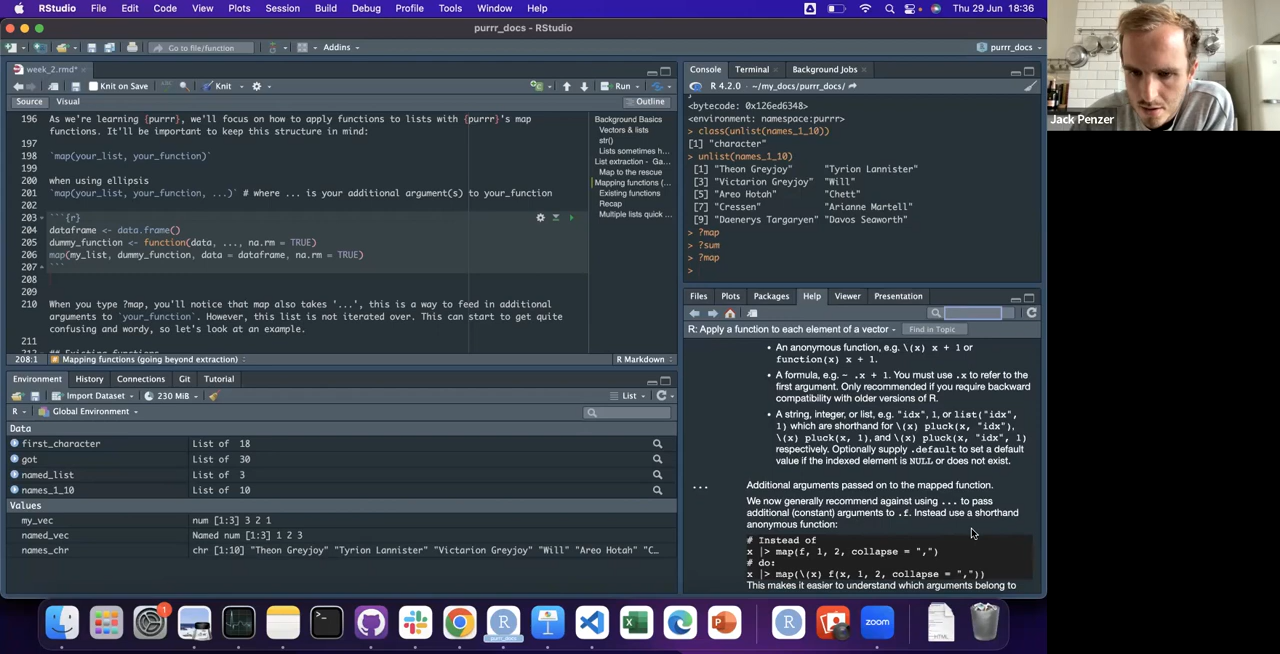 RStudio File Edit Code View Plots Session Build Debug Profile Tools Window Help Thu 29 Jun 18:36
purrr_docs - RStudio
Go to file/function Addins purrr_docs
week_2.rmd*
Knit on Save Knit Run
Source Visual Outline
196 As we're learning {purrr}, we'll focus on how to apply functions to lists with {purrr}'s map
functions. It'll be important to keep this structure in mind:
197
198 `map(your_list, your_function)`
199
200 when using ellipsis
201 `map(your_list, your_function, ...)` # where ... is your additional argument(s) to your_function
202
203 ```{r}
204 dataframe <- data.frame()
205 dummy_function <- function(data, ..., na.rm = TRUE)
206 map(my_list, dummy_function, data = dataframe, na.rm = TRUE)
207 ```
208
209
210 When you type ?map, you'll notice that map also takes '...', this is a way to feed in additional
arguments to `your_function`. However, this list is not iterated over. This can start to get quite
confusing and wordy, so let's look at an example.
211
212 ## Existing functions
208:1 Mapping functions (going beyond extraction) R Markdown
Background Basics
Vectors & lists
str()
Lists sometimes h...
List extraction - Ga...
Map to the rescue
Mapping functions (...
Existing functions
Recap
Multiple lists quick ...
Environment History Connections Git Tutorial
Import Dataset 230 MiB List
R Global Environment
Data
first_character List of 18
got List of 30
named_list List of 3
names_1_10 List of 10
Values
my_vec num [1:3] 3 2 1
named_vec Named num [1:3] 1 2 3
names_chr chr [1:10] "Theon Greyjoy" "Tyrion Lannister" "Victarion Greyjoy" "Will" "Areo Hotah" "C...
Console Terminal Background Jobs
R 4.2.0 · ~/my_docs/purrr_docs/
}
<bytecode: 0x126ed6348>
<environment: namespace:purrr>
> class(unlist(names_1_10))
[1] "character"
> unlist(names_1_10)
[1] "Theon Greyjoy" "Tyrion Lannister"
[3] "Victarion Greyjoy" "Will"
[5] "Areo Hotah" "Chett"
[7] "Cressen" "Arianne Martell"
[9] "Daenerys Targaryen" "Davos Seaworth"
> ?map
> ?sum
> ?map
>
Files Plots Packages Help Viewer Presentation
R: Apply a function to each element of a vector Find in Topic
• An anonymous function, e.g. \(x) x + 1 or
function(x) x + 1.
• A formula, e.g. ~ .x + 1. You must use .x to refer to the
first argument. Only recommended if you require backward
compatibility with older versions of R.
• A string, integer, or list, e.g. "idx", 1, or list("idx",
1) which are shorthand for \(x) pluck(x, "idx"),
\(x) pluck(x, 1), and \(x) pluck(x, "idx", 1)
respectively. Optionally supply .default to set a default
value if the indexed element is NULL or does not exist.
... Additional arguments passed on to the mapped function.
We now generally recommend against using ... to pass
additional (constant) arguments to .f. Instead use a shorthand
anonymous function:
# Instead of
x |> map(f, 1, 2, collapse = ",")
# do:
x |> map(\(x) f(x, 1, 2, collapse = ","))
This makes it easier to understand which arguments belong to
Jack Penzer
1
R
purrr_docs
X
P
R
zoom
HTML